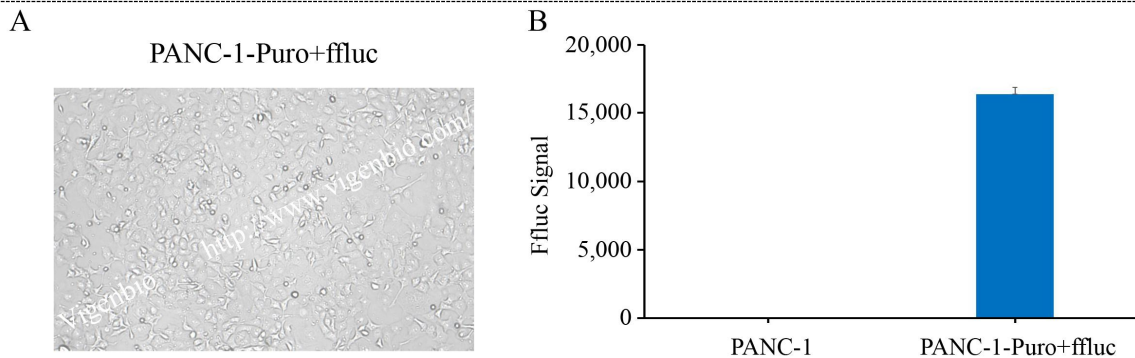 A
PANC-1-Puro+ffluc
Vigenbio
http://www.vigenbio.com/
B
Ffluc Signal
20,000
15,000
10,000
5,000
0
PANC-1
PANC-1-Puro+ffluc